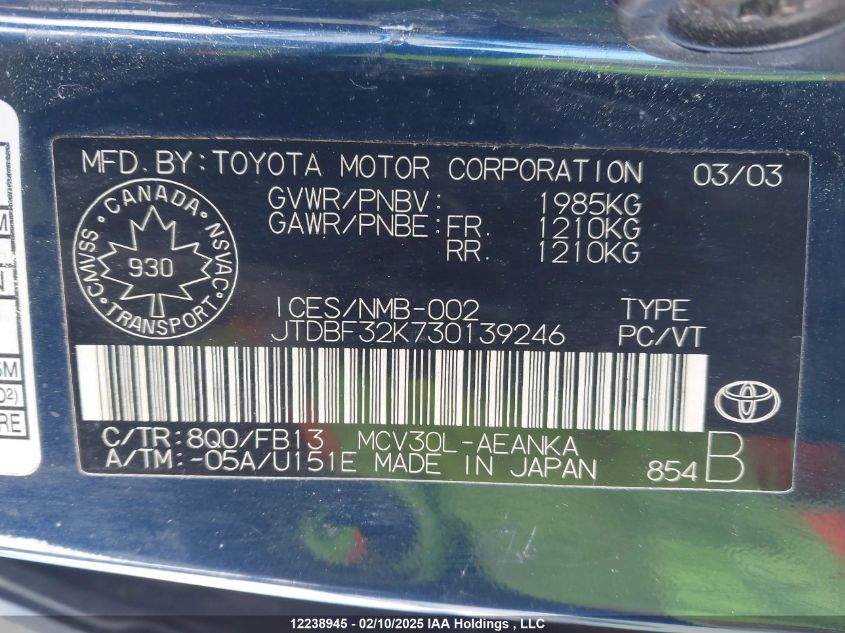 MFD.BY:TOYOTA MOTOR CORPORATION 03/03
GVWR/PNBV: 1985KG
GAWR/PNBE: FR: 1210KG
RR: 1210KG
CANADA
CMVSS 930 NSVAC
TRANSPORT
ICES/NMB-002 TYPE
JTDBF32K730139246 PC/VT
C/TR: 8Q0/FB13 MCV30L-AEANKA
A/TM: -05A/U151E MADE IN JAPAN 854 B
M
SM
RE
12238945 - 02/10/2025 IAA Holdings, LLC